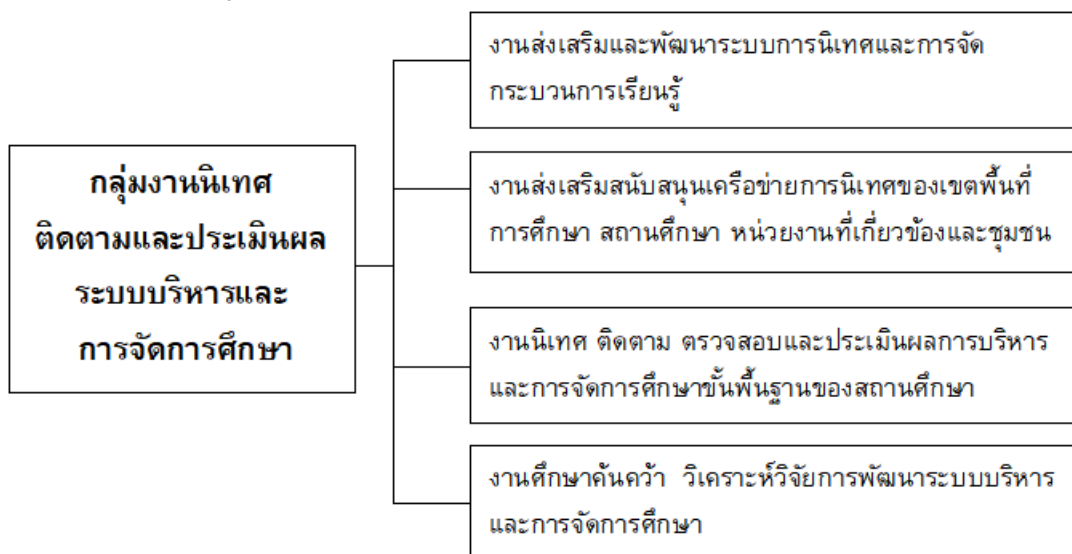 กลุ่มงานนิเทศ
ติดตามและประเมินผล
ระบบบริหารและ
การจัดการศึกษา
งานส่งเสริมและพัฒนาระบบการนิเทศและการจัด
กระบวนการเรียนรู้
งานส่งเสริมสนับสนุนเครือข่ายการนิเทศของเขตพื้นที่
การศึกษา สถานศึกษา หน่วยงานที่เกี่ยวข้องและชุมชน
งานนิเทศ ติดตาม ตรวจสอบและประเมินผลการบริหาร
และการจัดการศึกษาขั้นพื้นฐานของสถานศึกษา
งานศึกษาค้นคว้า วิเคราะห์วิจัยการพัฒนาระบบบริหาร
และการจัดการศึกษา